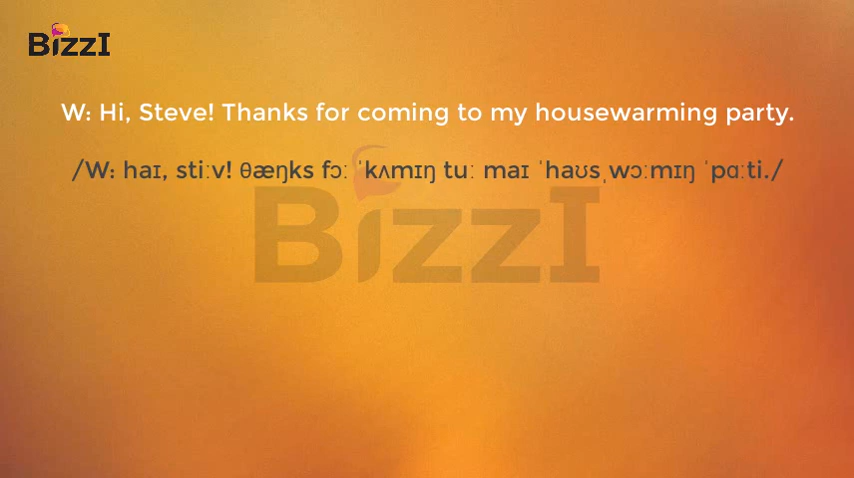 BIZZI
W: Hi, Steve! Thanks for coming to my housewarming party.
/W: haɪ, stiːv! θæŋks fɔː ˈkʌmɪŋ tuː maɪ ˈhaʊsˌwɔːmɪŋ ˈpɑːti./
BIZZI